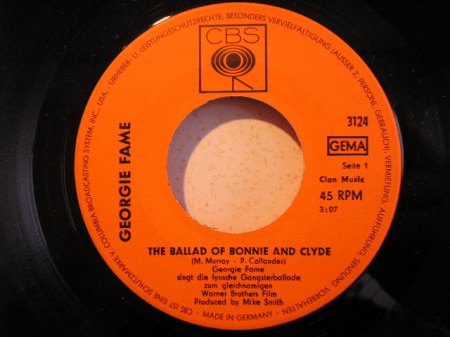 CBS
3124
GEMA
Seite 1
Clan Music
45 RPM
3:07
GEORGIE FAME
THE BALLAD OF BONNIE AND CLYDE
(M. Murray - P. Callander)
Georgie Fame
singt die lyrische Gangsterballade
zum gleichnamigen
Warner Brothers Film
Produced by Mike Smith
CBS IST EINE SCHUTZMARKE V. COLUMBIA BROADCASTING SYSTEM, INC., USA., URHEBER- U. LEISTUNGSSCHUTZRECHTE, BESONDERS VERVIELFÄLTIGUNG (AUSSER Z. PERSÖNL. GEBRAUCH), VERMIETUNG, AUFFÜHRUNG, SENDUNG VORBEHALTEN · MADE IN GERMANY ·